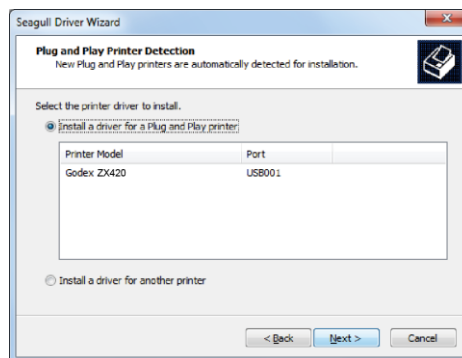 Seagull Driver Wizard
Plug and Play Printer Detection
New Plug and Play printers are automatically detected for installation.
Select the printer driver to install.
Install a driver for a Plug and Play printer
Printer Model Port
Godex ZX420 USB001
Install a driver for another printer
< Back Next > Cancel